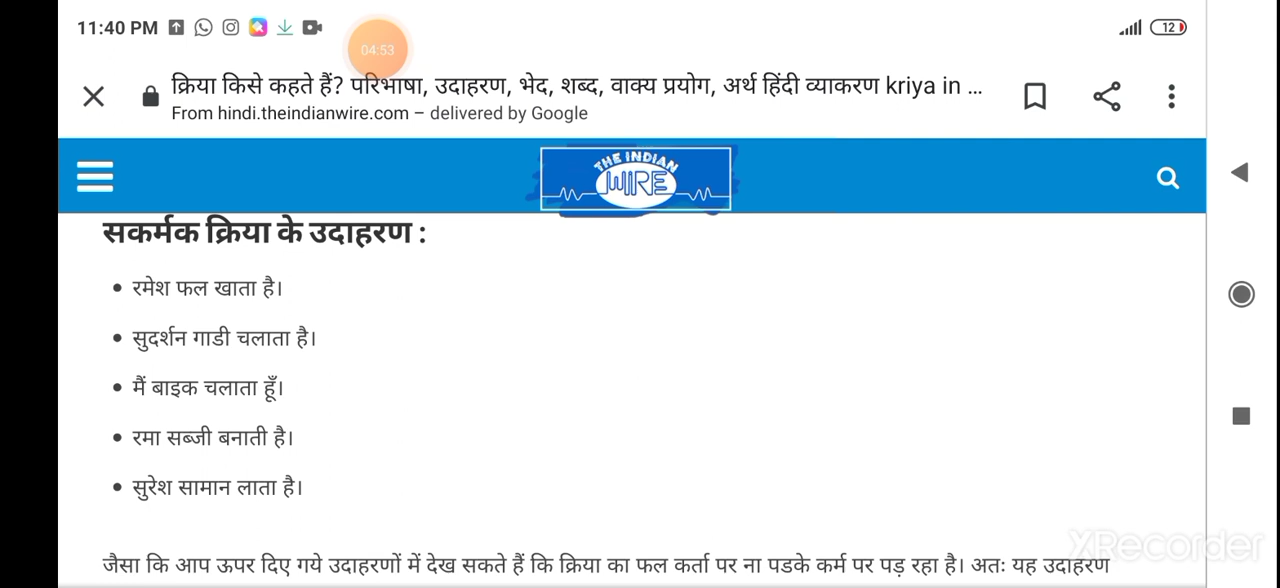 11:40 PM
12
04:53
क्रिया किसे कहते हैं? परिभाषा, उदाहरण, भेद, शब्द, वाक्य प्रयोग, अर्थ हिंदी व्याकरण kriya in ...
From hindi.theindianwire.com – delivered by Google
THE INDIAN
WIRE
सकर्मक क्रिया के उदाहरण :
• रमेश फल खाता है।
• सुदर्शन गाडी चलाता है।
• मैं बाइक चलाता हूँ।
• रमा सब्जी बनाती है।
• सुरेश सामान लाता है।
जैसा कि आप ऊपर दिए गये उदाहरणों में देख सकते हैं कि क्रिया का फल कर्ता पर ना पडके कर्म पर पड़ रहा है। अतः यह उदाहरण
XRecorder